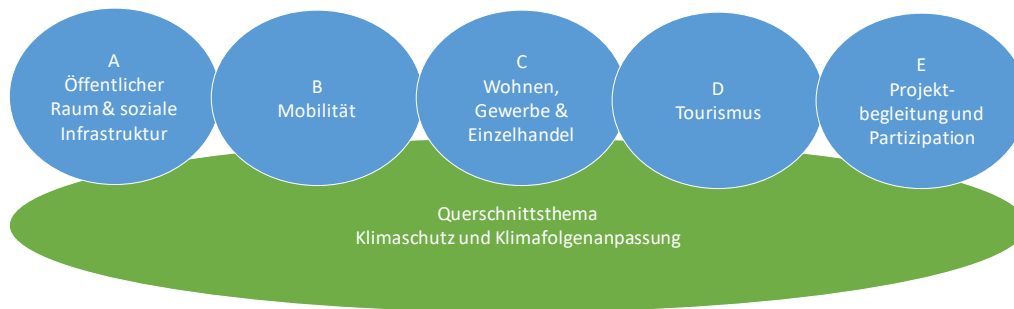 A
Öffentlicher
Raum & soziale
Infrastruktur
B
Mobilität
C
Wohnen,
Gewerbe &
Einzelhandel
D
Tourismus
E
Projekt-
begleitung und
Partizipation
Querschnittsthema
Klimaschutz und Klimafolgenanpassung